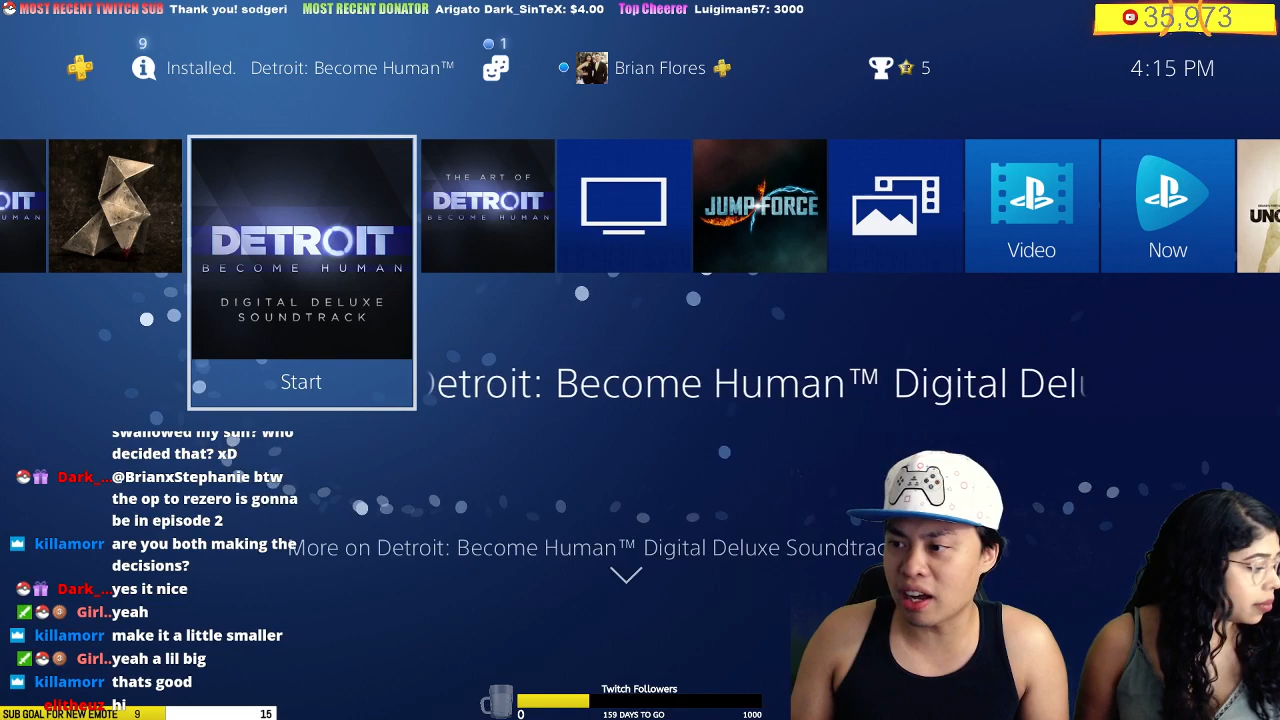 MOST RECENT TWITCH SUB Thank you! sodgeri MOST RECENT DONATOR Arigato Dark_SinTeX: $4.00 Top Cheerer Luigiman57: 3000
35,973
9
1
Installed. Detroit: Become Human™
Brian Flores
5
4:15 PM
OIT
UMAN
DETROIT
BECOME HUMAN
DIGITAL DELUXE
SOUNDTRACK
Start
THE ART OF
DETROIT
BECOME HUMAN
JUMP FORCE
Video
Now
UNC
Detroit: Become Human™ Digital Delu
swallowed my sun? who
decided that? xD
Dark_... @BrianxStephanie btw
the op to rezero is gonna
be in episode 2
killamorr are you both making the
decisions?
Dark_... yes it nice
Girl.. yeah
killamorr make it a little smaller
Girl.. yeah a lil big
killamorr thats good
elitheuz hi
More on Detroit: Become Human™ Digital Deluxe Soundtrac
SUB GOAL FOR NEW EMOTE 9 15
Twitch Followers
0 159 DAYS TO GO 1000